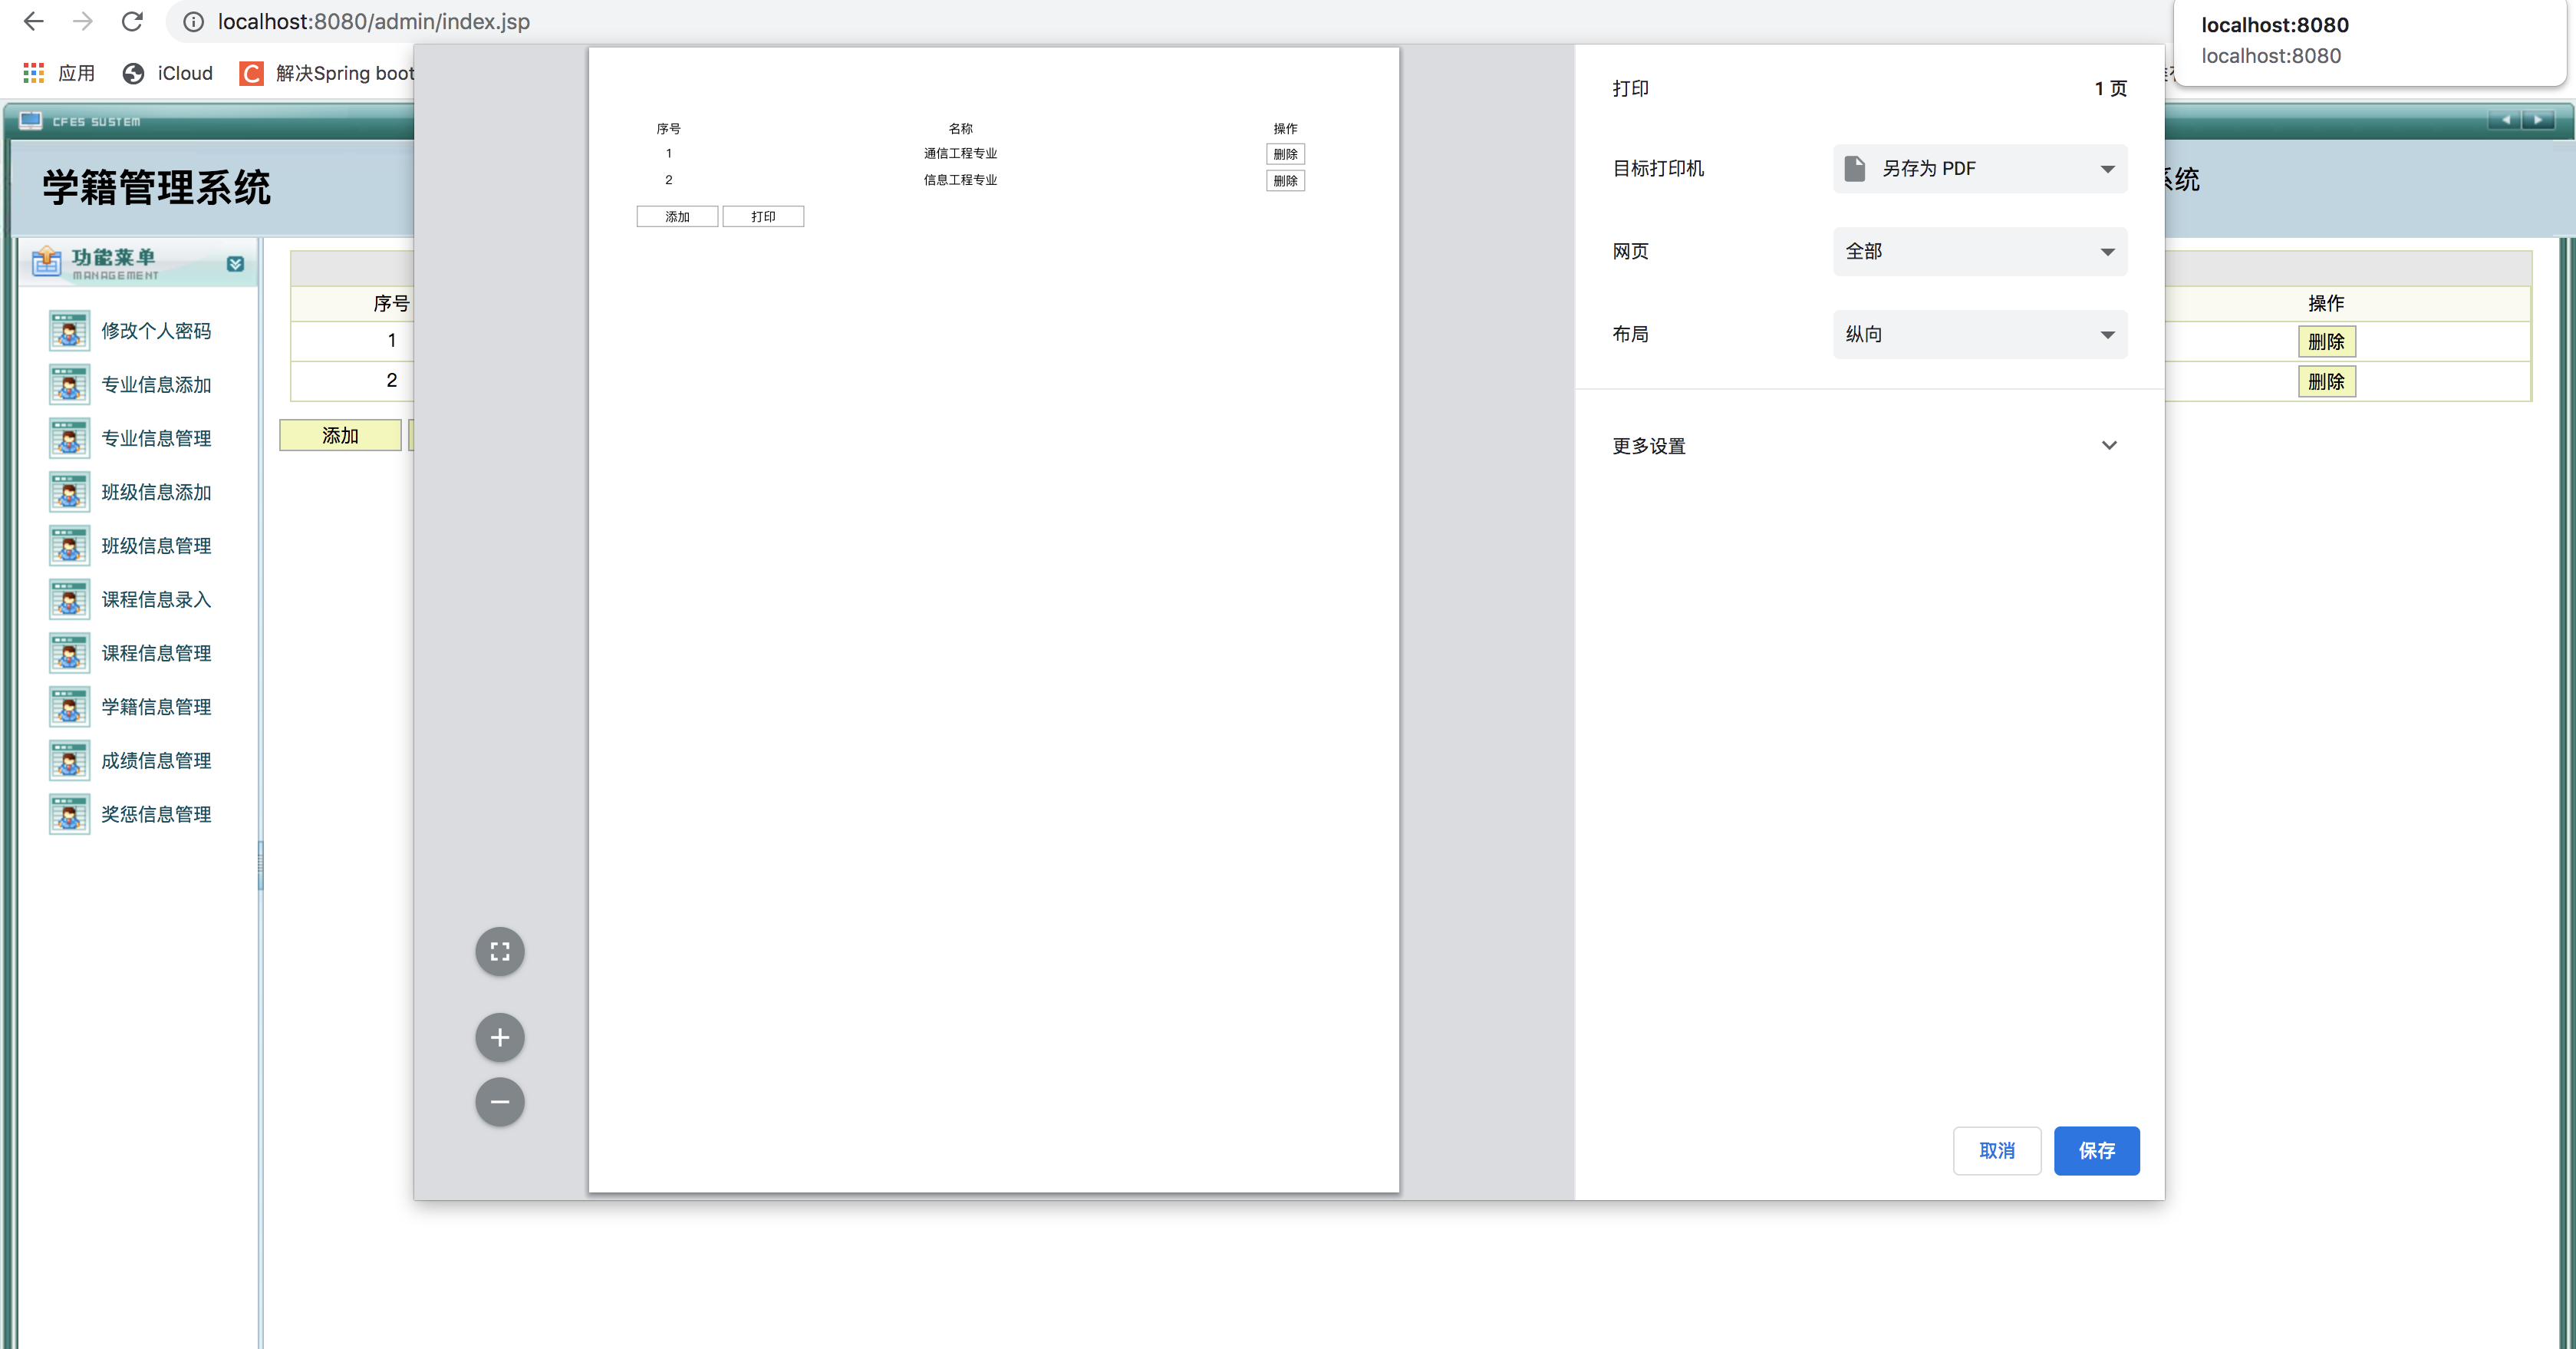 localhost:8080/admin/index.jsp
localhost:8080
localhost:8080
应用
iCloud
解决Spring boot
CFES SUSTEM
学籍管理系统
系统
功能菜单
MANAGEMENT
修改个人密码
专业信息添加
专业信息管理
班级信息添加
班级信息管理
课程信息录入
课程信息管理
学籍信息管理
成绩信息管理
奖惩信息管理
序号
1
2
添加
操作
删除
删除
序号 名称 操作
1 通信工程专业 删除
2 信息工程专业 删除
添加 打印
打印 1 页
目标打印机 另存为 PDF
网页 全部
布局 纵向
更多设置
取消 保存